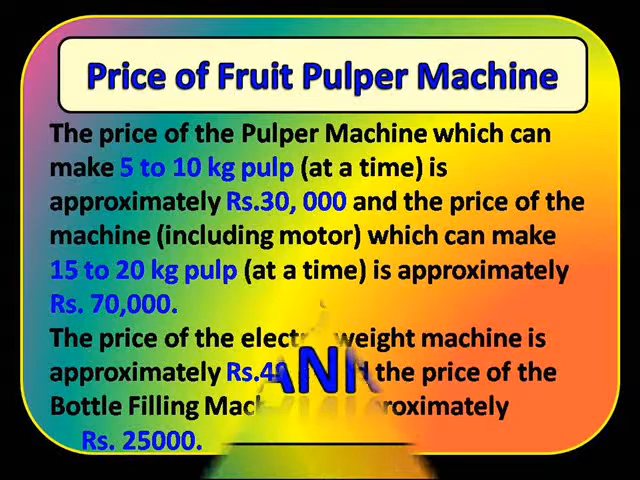 Price of Fruit Pulper Machine
The price of the Pulper Machine which can
make 5 to 10 kg pulp (at a time) is
approximately Rs.30, 000 and the price of the
machine (including motor) which can make
15 to 20 kg pulp (at a time) is approximately
Rs. 70,000.
The price of the weight machine is
approximately the price of the
Bottle Filling
Rs. 25000.